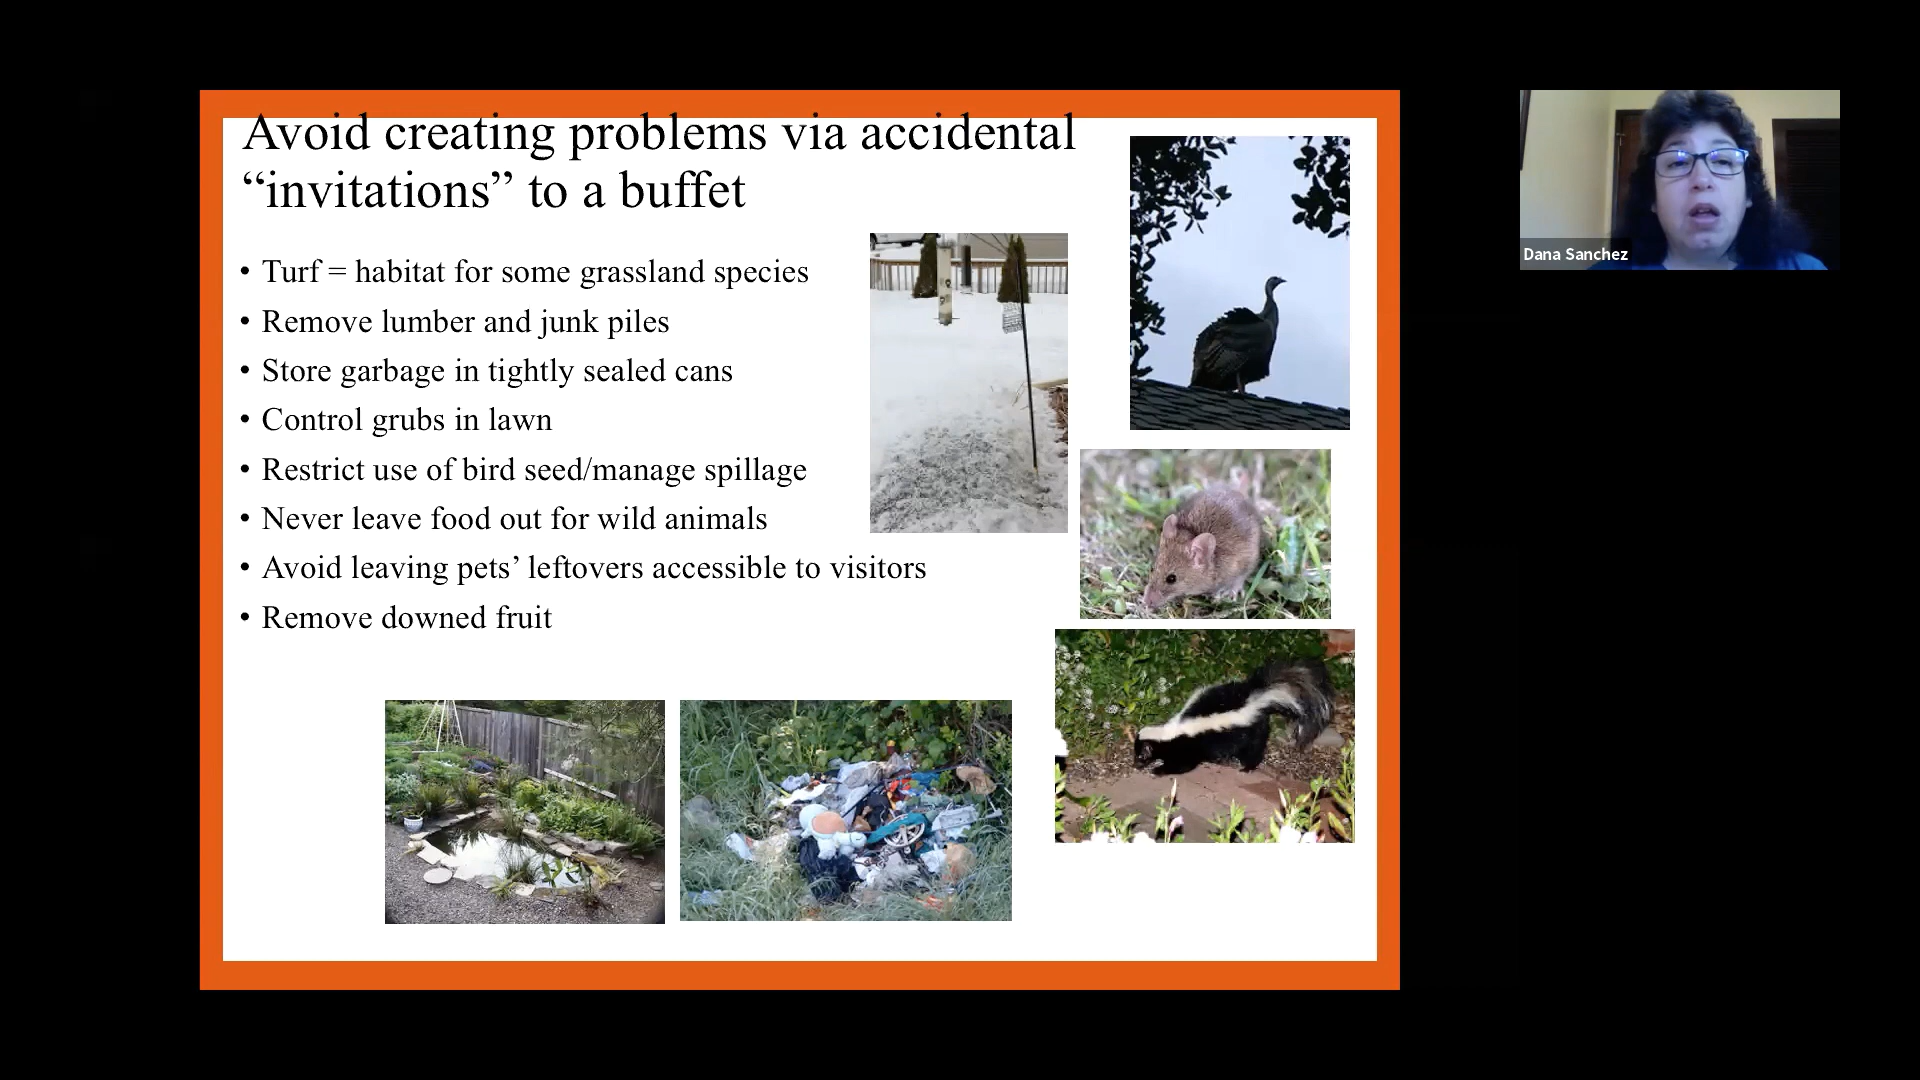 Avoid creating problems via accidental
“invitations” to a buffet
• Turf = habitat for some grassland species
• Remove lumber and junk piles
• Store garbage in tightly sealed cans
• Control grubs in lawn
• Restrict use of bird seed/manage spillage
• Never leave food out for wild animals
• Avoid leaving pets’ leftovers accessible to visitors
• Remove downed fruit
Dana Sanchez